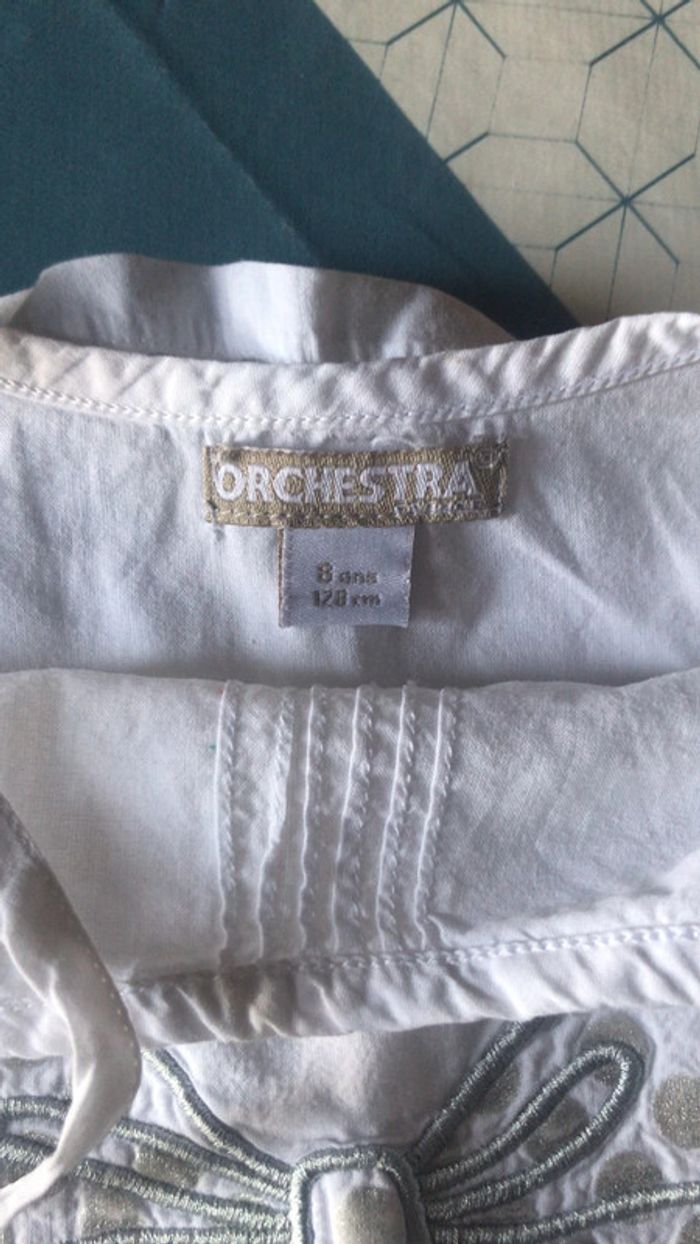 ORCHESTRA
8 ans
128 cm